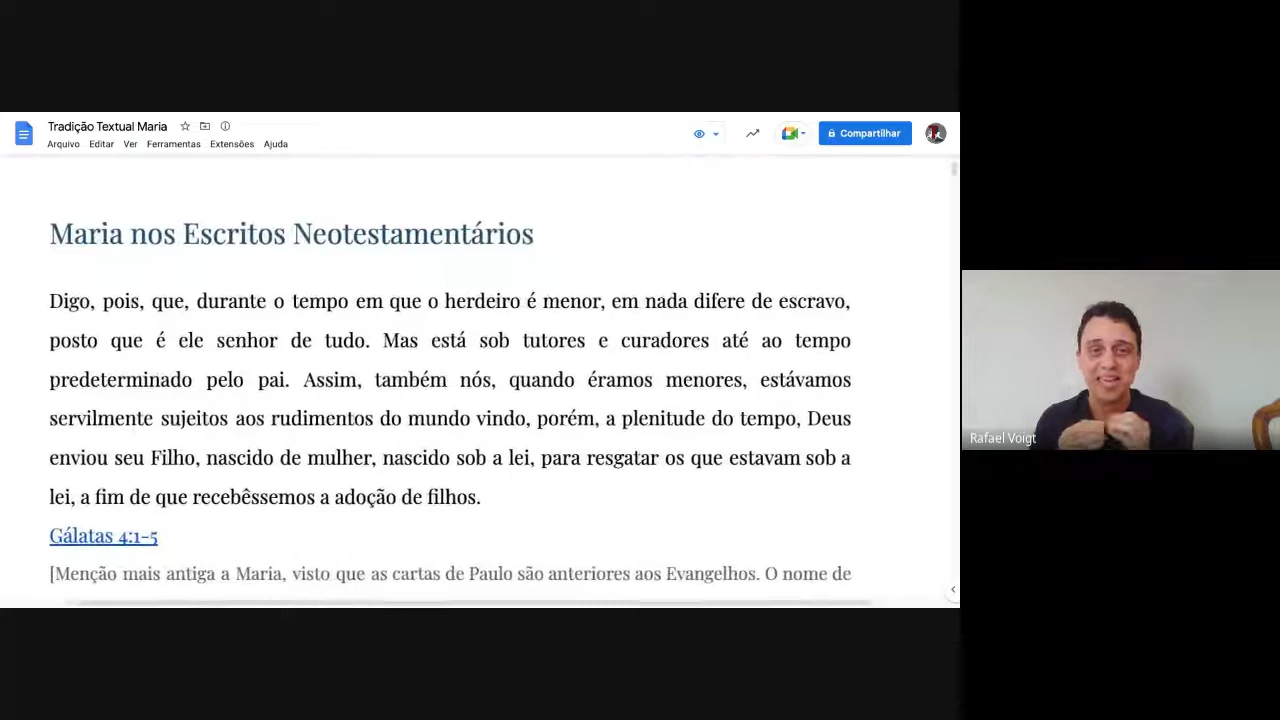 Tradição Textual Maria
Arquivo Editar Ver Ferramentas Extensões Ajuda
Compartilhar
Maria nos Escritos Neotestamentários
Digo, pois, que, durante o tempo em que o herdeiro é menor, em nada difere de escravo,
posto que é ele senhor de tudo. Mas está sob tutores e curadores até ao tempo
predeterminado pelo pai. Assim, também nós, quando éramos menores, estávamos
servilmente sujeitos aos rudimentos do mundo vindo, porém, a plenitude do tempo, Deus
enviou seu Filho, nascido de mulher, nascido sob a lei, para resgatar os que estavam sob a
lei, a fim de que recebêssemos a adoção de filhos.
Gálatas 4:1-5
[Menção mais antiga a Maria, visto que as cartas de Paulo são anteriores aos Evangelhos. O nome de
Rafael Voigt